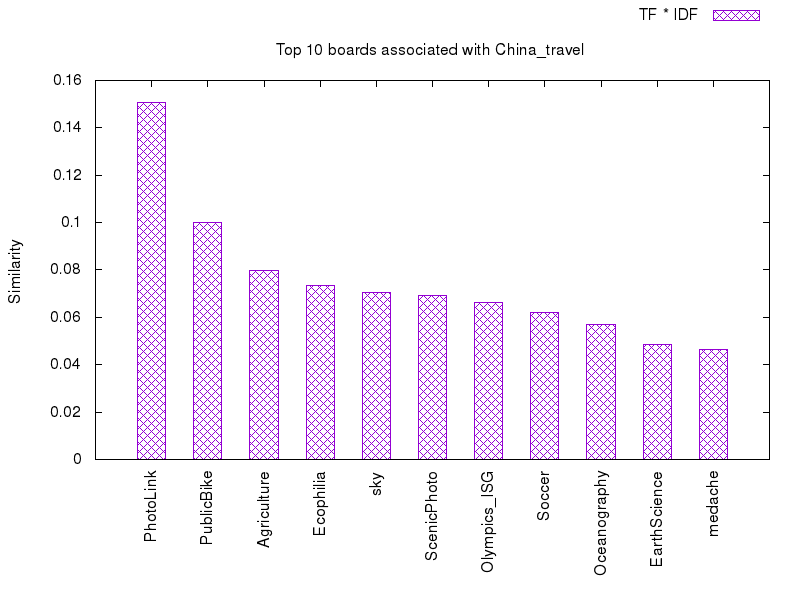 TF * IDF
Top 10 boards associated with China_travel
Similarity
0.16
0.14
0.12
0.1
0.08
0.06
0.04
0.02
0
PhotoLink
PublicBike
Agriculture
Ecophilia
sky
ScenicPhoto
Olympics_ISG
Soccer
Oceanography
EarthScience
medache